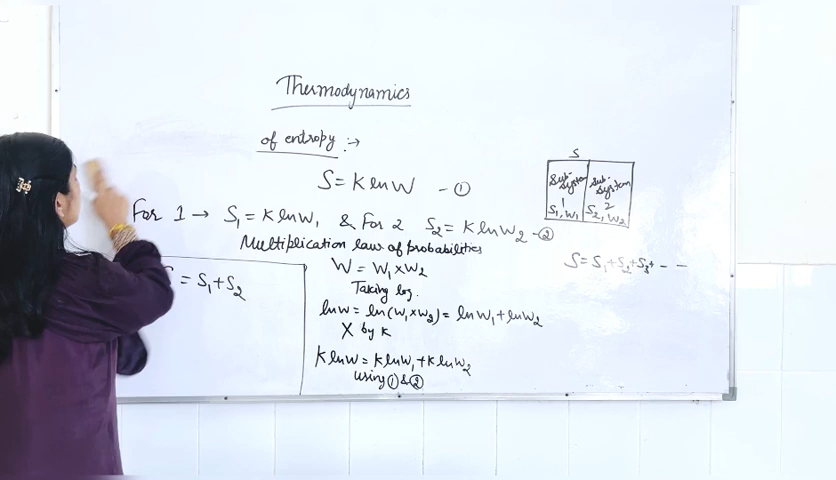 Thermodynamics
of entropy :→
S = K ln W - ①
For 1 → S₁ = K ln W₁ & For 2 S₂ = K ln W₂ - ②
Multiplication law of probabilities
W = W₁ × W₂
Taking log.
ln W = ln (W₁ × W₂) = ln W₁ + ln W₂
X by K
K ln W = K ln W₁ + K ln W₂
using ① & ②
S = S₁ + S₂
S
Sub-
System
1
S₁, W₁
Sub-
System
2
S₂, W₂
S = S₁ + S₂ + S₃ + - - -